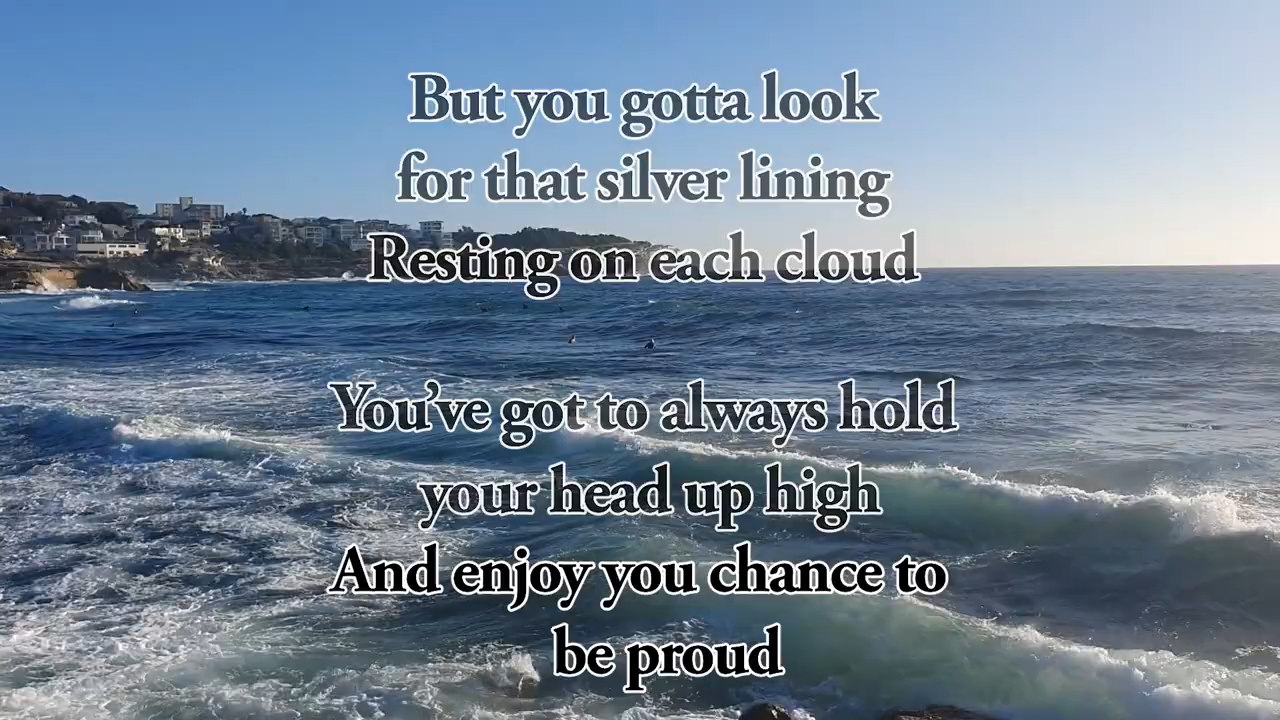 But you gotta look
for that silver lining
Resting on each cloud
You've got to always hold
your head up high
And enjoy you chance to
be proud